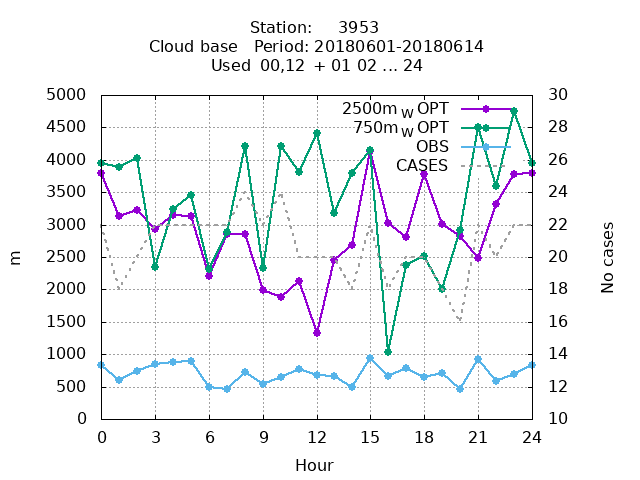 Station: 3953
Cloud base Period: 20180601-20180614
Used 00,12 + 01 02 ... 24
5000 30
2500m w OPT
4500 28
750m w OPT
OBS
4000 26
CASES
3500 24
3000 22
m
No cases
2500 20
2000 18
1500 16
1000 14
500 12
0 10
0 3 6 9 12 15 18 21 24
Hour